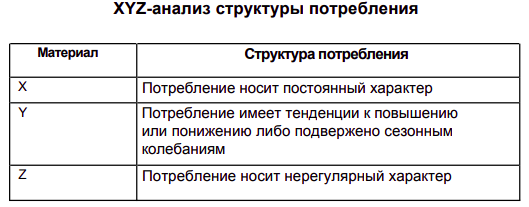 XYZ-анализ структуры потребления
Материал Структура потребления
X Потребление носит постоянный характер
Y Потребление имеет тенденции к повышению
или понижению либо подвержено сезонным
колебаниям
Z Потребление носит нерегулярный характер